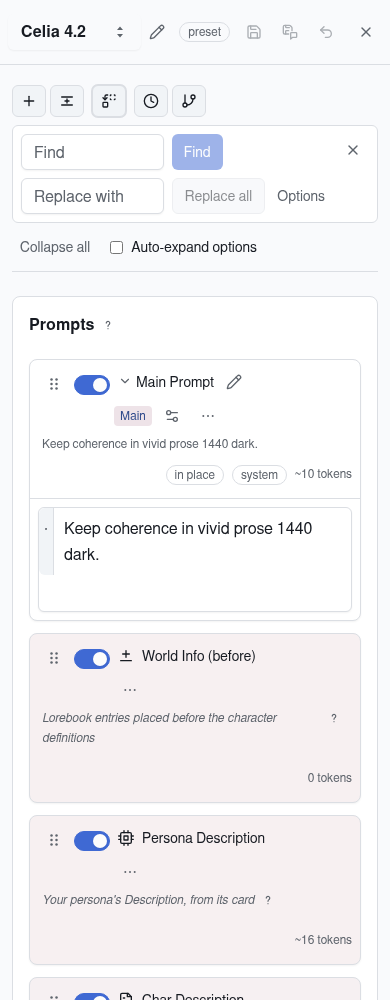 Celia 4.2
preset
Find
Find
Replace with
Replace all
Options
Collapse all
Auto-expand options
Prompts ?
Main Prompt
Main
Keep coherence in vivid prose 1440 dark.
in place
system
~10 tokens
Keep coherence in vivid prose 1440
dark.
World Info (before)
Lorebook entries placed before the character ?
definitions
0 tokens
Persona Description
Your persona's Description, from its card ?
~16 tokens
Char Description